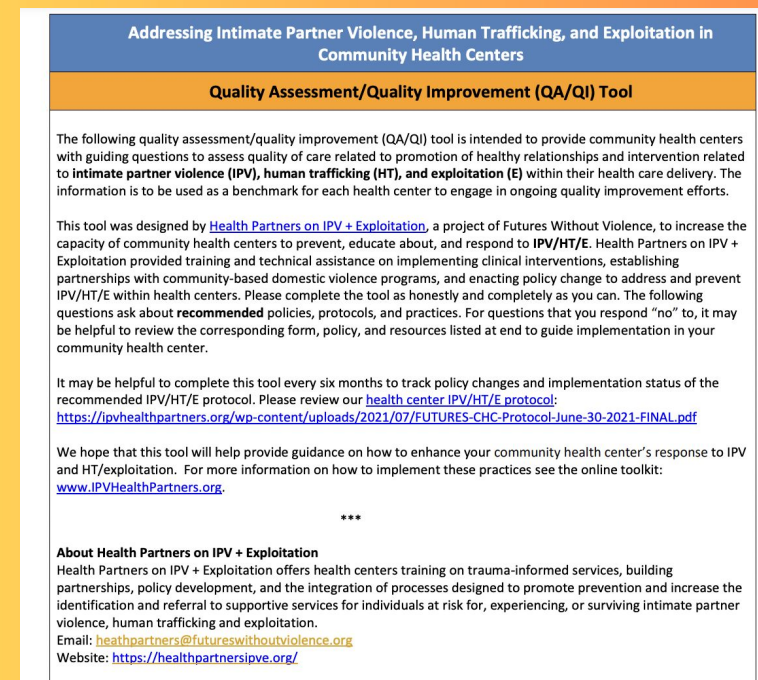 Addressing Intimate Partner Violence, Human Trafficking, and Exploitation in
Community Health Centers
Quality Assessment/Quality Improvement (QA/QI) Tool
The following quality assessment/quality improvement (QA/QI) tool is intended to provide community health centers
with guiding questions to assess quality of care related to promotion of healthy relationships and intervention related
to intimate partner violence (IPV), human trafficking (HT), and exploitation (E) within their health care delivery. The
information is to be used as a benchmark for each health center to engage in ongoing quality improvement efforts.
This tool was designed by Health Partners on IPV + Exploitation, a project of Futures Without Violence, to increase the
capacity of community health centers to prevent, educate about, and respond to IPV/HT/E. Health Partners on IPV +
Exploitation provided training and technical assistance on implementing clinical interventions, establishing
partnerships with community-based domestic violence programs, and enacting policy change to address and prevent
IPV/HT/E within health centers. Please complete the tool as honestly and completely as you can. The following
questions ask about recommended policies, protocols, and practices. For questions that you respond “no” to, it may
be helpful to review the corresponding form, policy, and resources listed at end to guide implementation in your
community health center.
It may be helpful to complete this tool every six months to track policy changes and implementation status of the
recommended IPV/HT/E protocol. Please review our health center IPV/HT/E protocol:
https://ipvhealthpartners.org/wp-content/uploads/2021/07/FUTURES-CHC-Protocol-June-30-2021-FINAL.pdf
We hope that this tool will help provide guidance on how to enhance your community health center’s response to IPV
and HT/exploitation. For more information on how to implement these practices see the online toolkit:
www.IPVHealthPartners.org.
***
About Health Partners on IPV + Exploitation
Health Partners on IPV + Exploitation offers health centers training on trauma-informed services, building
partnerships, policy development, and the integration of processes designed to promote prevention and increase the
identification and referral to supportive services for individuals at risk for, experiencing, or surviving intimate partner
violence, human trafficking and exploitation.
Email: heathpartners@futureswithoutviolence.org
Website: https://healthpartnersipve.org/